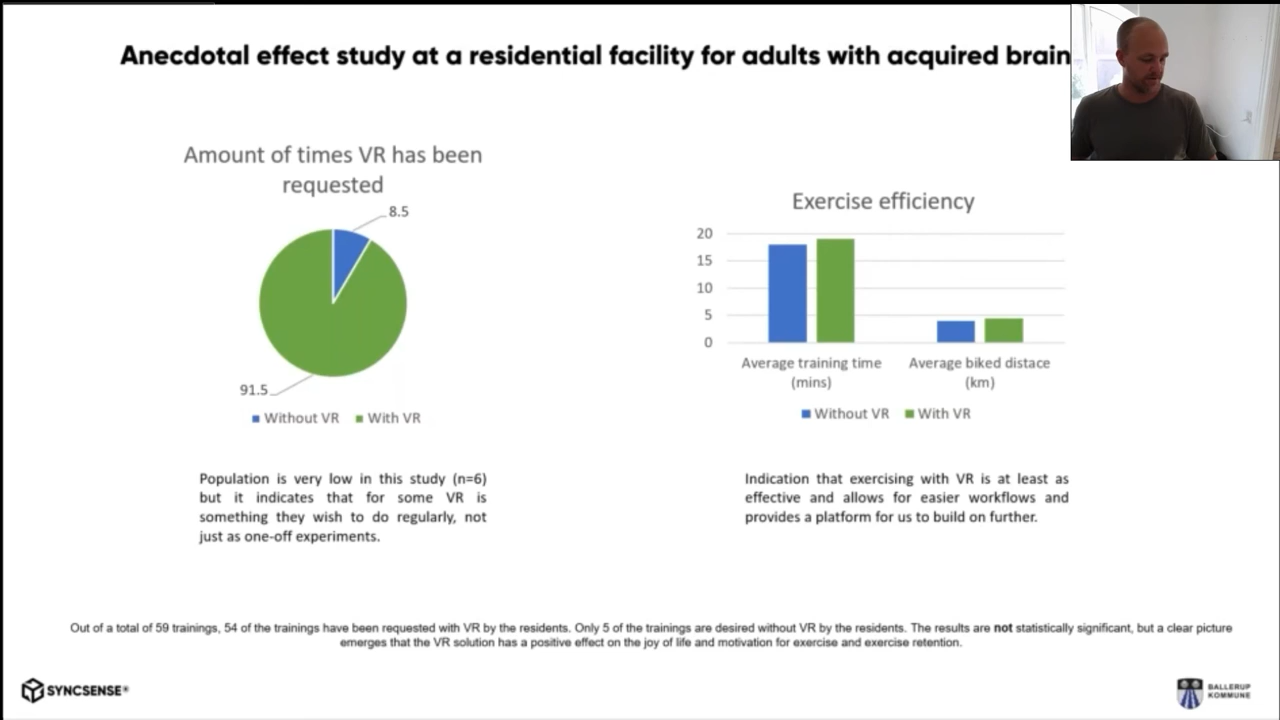 Anecdotal effect study at a residential facility for adults with acquired brain
Amount of times VR has been
requested
8.5
91.5
Without VR With VR
Population is very low in this study (n=6)
but it indicates that for some VR is
something they wish to do regularly, not
just as one-off experiments.
Exercise efficiency
20
15
10
5
0
Average training time
(mins)
Average biked distace
(km)
Without VR With VR
Indication that exercising with VR is at least as
effective and allows for easier workflows and
provides a platform for us to build on further.
Out of a total of 59 trainings, 54 of the trainings have been requested with VR by the residents. Only 5 of the trainings are desired without VR by the residents. The results are not statistically significant, but a clear picture
emerges that the VR solution has a positive effect on the joy of life and motivation for exercise and exercise retention.
SYNCSENSE®
BALLERUP
KOMMUNE